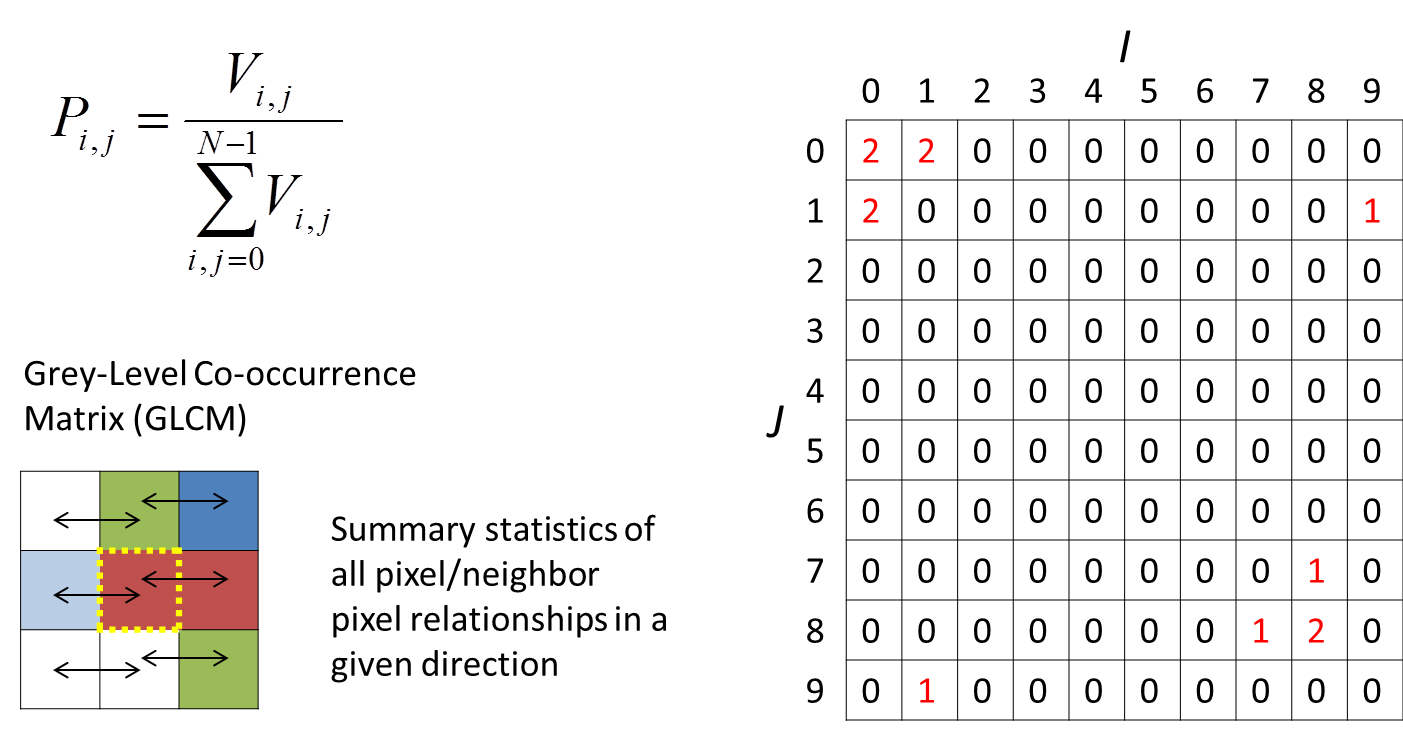 P i,j = V i,j
N−1
∑ V i,j
i,j=0
Grey-Level Co-occurrence
Matrix (GLCM)
Summary statistics of
all pixel/neighbor
pixel relationships in a
given direction
I
0 1 2 3 4 5 6 7 8 9
0 2 2 0 0 0 0 0 0 0 0
1 2 0 0 0 0 0 0 0 0 1
2 0 0 0 0 0 0 0 0 0 0
3 0 0 0 0 0 0 0 0 0 0
4 0 0 0 0 0 0 0 0 0 0
J
5 0 0 0 0 0 0 0 0 0 0
6 0 0 0 0 0 0 0 0 0 0
7 0 0 0 0 0 0 0 0 1 0
8 0 0 0 0 0 0 0 1 2 0
9 0 1 0 0 0 0 0 0 0 0